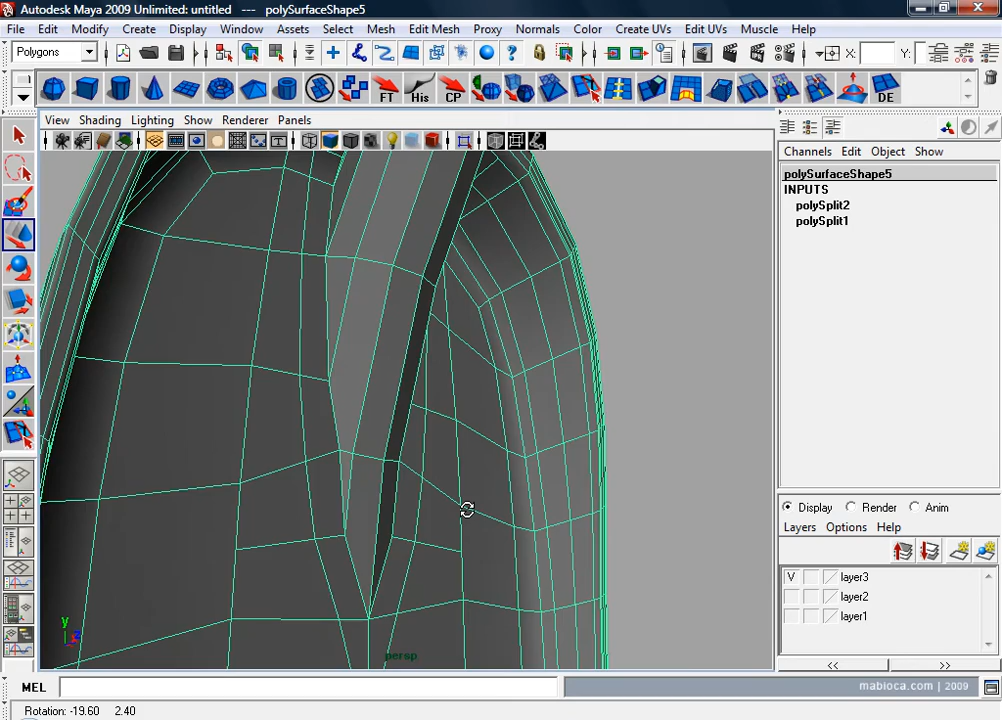 Autodesk Maya 2009 Unlimited: untitled   ---   polySurfaceShape5
File Edit Modify Create Display Window Assets Select Mesh Edit Mesh Proxy Normals Color Create UVs Edit UVs Muscle Help
Polygons X: Y:
FT His CP DE
View Shading Lighting Show Renderer Panels
Channels Edit Object Show
polySurfaceShape5
INPUTS
polySplit2
polySplit1
Display Render Anim
Layers Options Help
V layer3
layer2
layer1
y
persp
<< >>
MEL
mabioca.com | 2009
Rotation: -19.60 2.40